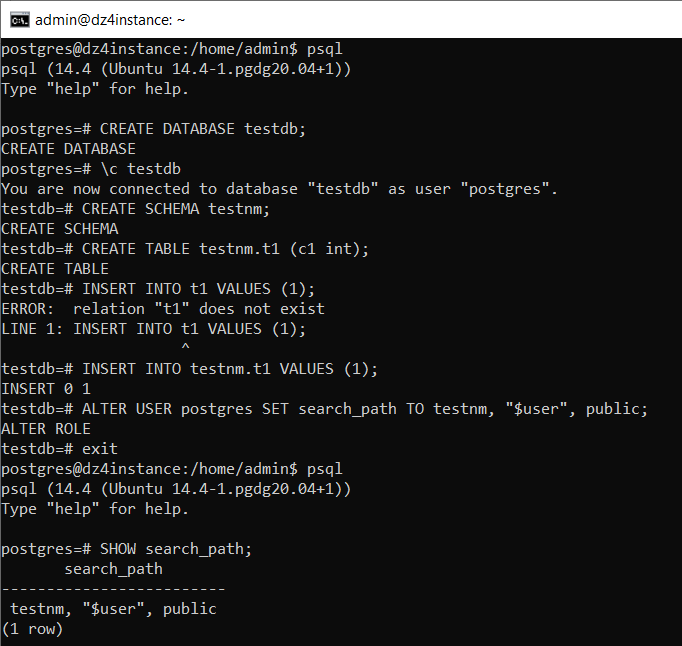 admin@dz4instance: ~
postgres@dz4instance:/home/admin$ psql
psql (14.4 (Ubuntu 14.4-1.pgdg20.04+1))
Type "help" for help.
postgres=# CREATE DATABASE testdb;
CREATE DATABASE
postgres=# \c testdb
You are now connected to database "testdb" as user "postgres".
testdb=# CREATE SCHEMA testnm;
CREATE SCHEMA
testdb=# CREATE TABLE testnm.t1 (c1 int);
CREATE TABLE
testdb=# INSERT INTO t1 VALUES (1);
ERROR:  relation "t1" does not exist
LINE 1: INSERT INTO t1 VALUES (1);
                    ^
testdb=# INSERT INTO testnm.t1 VALUES (1);
INSERT 0 1
testdb=# ALTER USER postgres SET search_path TO testnm, "$user", public;
ALTER ROLE
testdb=# exit
postgres@dz4instance:/home/admin$ psql
psql (14.4 (Ubuntu 14.4-1.pgdg20.04+1))
Type "help" for help.
postgres=# SHOW search_path;
       search_path
-------------------------
 testnm, "$user", public
(1 row)